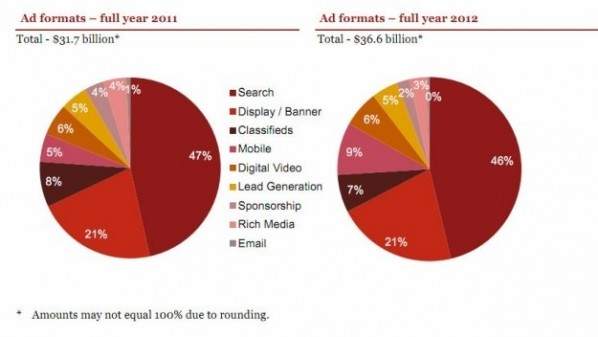 Ad formats – full year 2011
Total - $31.7 billion*
47%
21%
8%
5%
6%
5%
4%
4%
1%
Search
Display / Banner
Classifieds
Mobile
Digital Video
Lead Generation
Sponsorship
Rich Media
Email
Ad formats – full year 2012
Total - $36.6 billion*
46%
21%
7%
9%
6%
5%
2%
3%
0%
* Amounts may not equal 100% due to rounding.